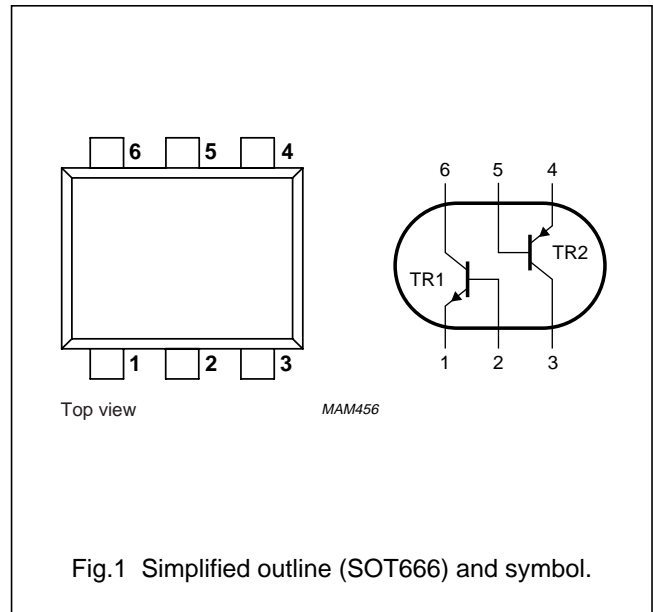 6 5 4
1 2 3
Top view
6 5 4
TR1 TR2
1 2 3
MAM456
Fig.1 Simplified outline (SOT666) and symbol.